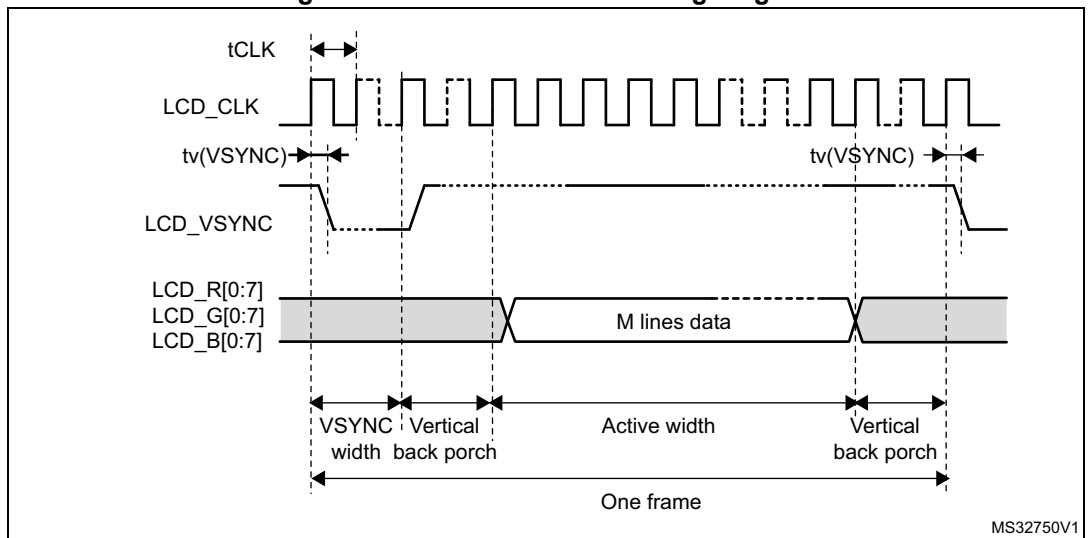 tCLK
LCD_CLK
tv(VSYNC)
tv(VSYNC)
LCD_VSYNC
LCD_R[0:7]
LCD_G[0:7]
LCD_B[0:7]
M lines data
VSYNC width
Vertical back porch
Active width
Vertical back porch
One frame
MS32750V1